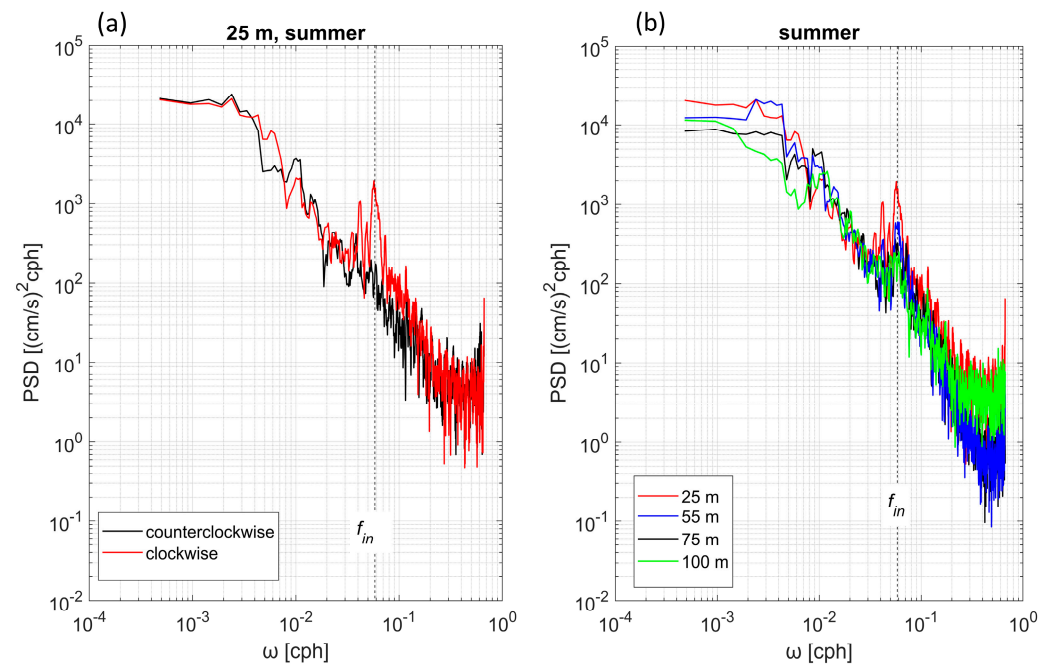 (a)
25 m, summer
10^5
10^4
10^3
10^2
10^1
10^0
10^-1
10^-2
PSD [(cm/s)^2cph]
counterclockwise
clockwise
f_in
10^-4
10^-3
10^-2
10^-1
10^0
ω [cph]
(b)
summer
10^5
10^4
10^3
10^2
10^1
10^0
10^-1
10^-2
PSD [(cm/s)^2cph]
25 m
55 m
75 m
100 m
f_in
10^-4
10^-3
10^-2
10^-1
10^0
ω [cph]